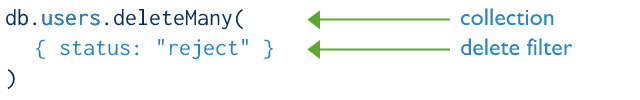 db.users.deleteMany( collection
{ status: "reject" } delete filter
)